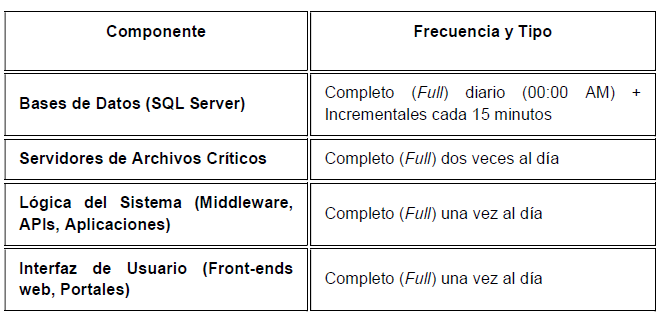 Componente
Frecuencia y Tipo
Bases de Datos (SQL Server)
Completo (Full) diario (00:00 AM) +
Incrementales cada 15 minutos
Servidores de Archivos Críticos
Completo (Full) dos veces al día
Lógica del Sistema (Middleware,
APIs, Aplicaciones)
Completo (Full) una vez al día
Interfaz de Usuario (Front-ends
web, Portales)
Completo (Full) una vez al día